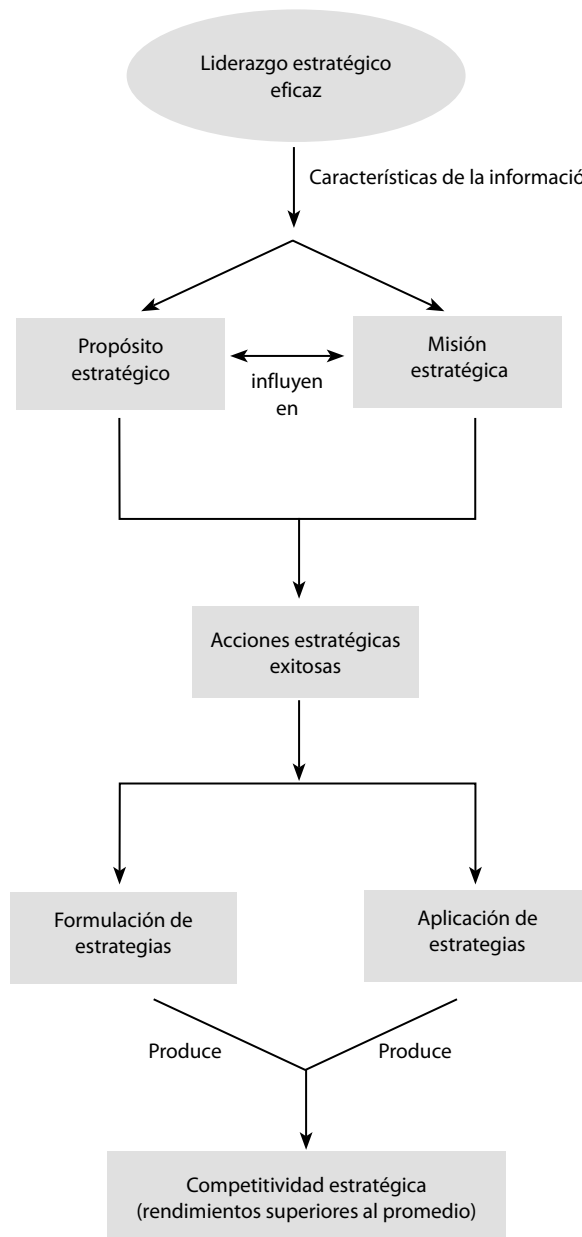 Liderazgo estratégico
eficaz
Características de la informació
Propósito
estratégico
influyen
en
Misión
estratégica
Acciones estratégicas
exitosas
Formulación de
estrategias
Aplicación de
estrategias
Produce
Produce
Competitividad estratégica
(rendimientos superiores al promedio)